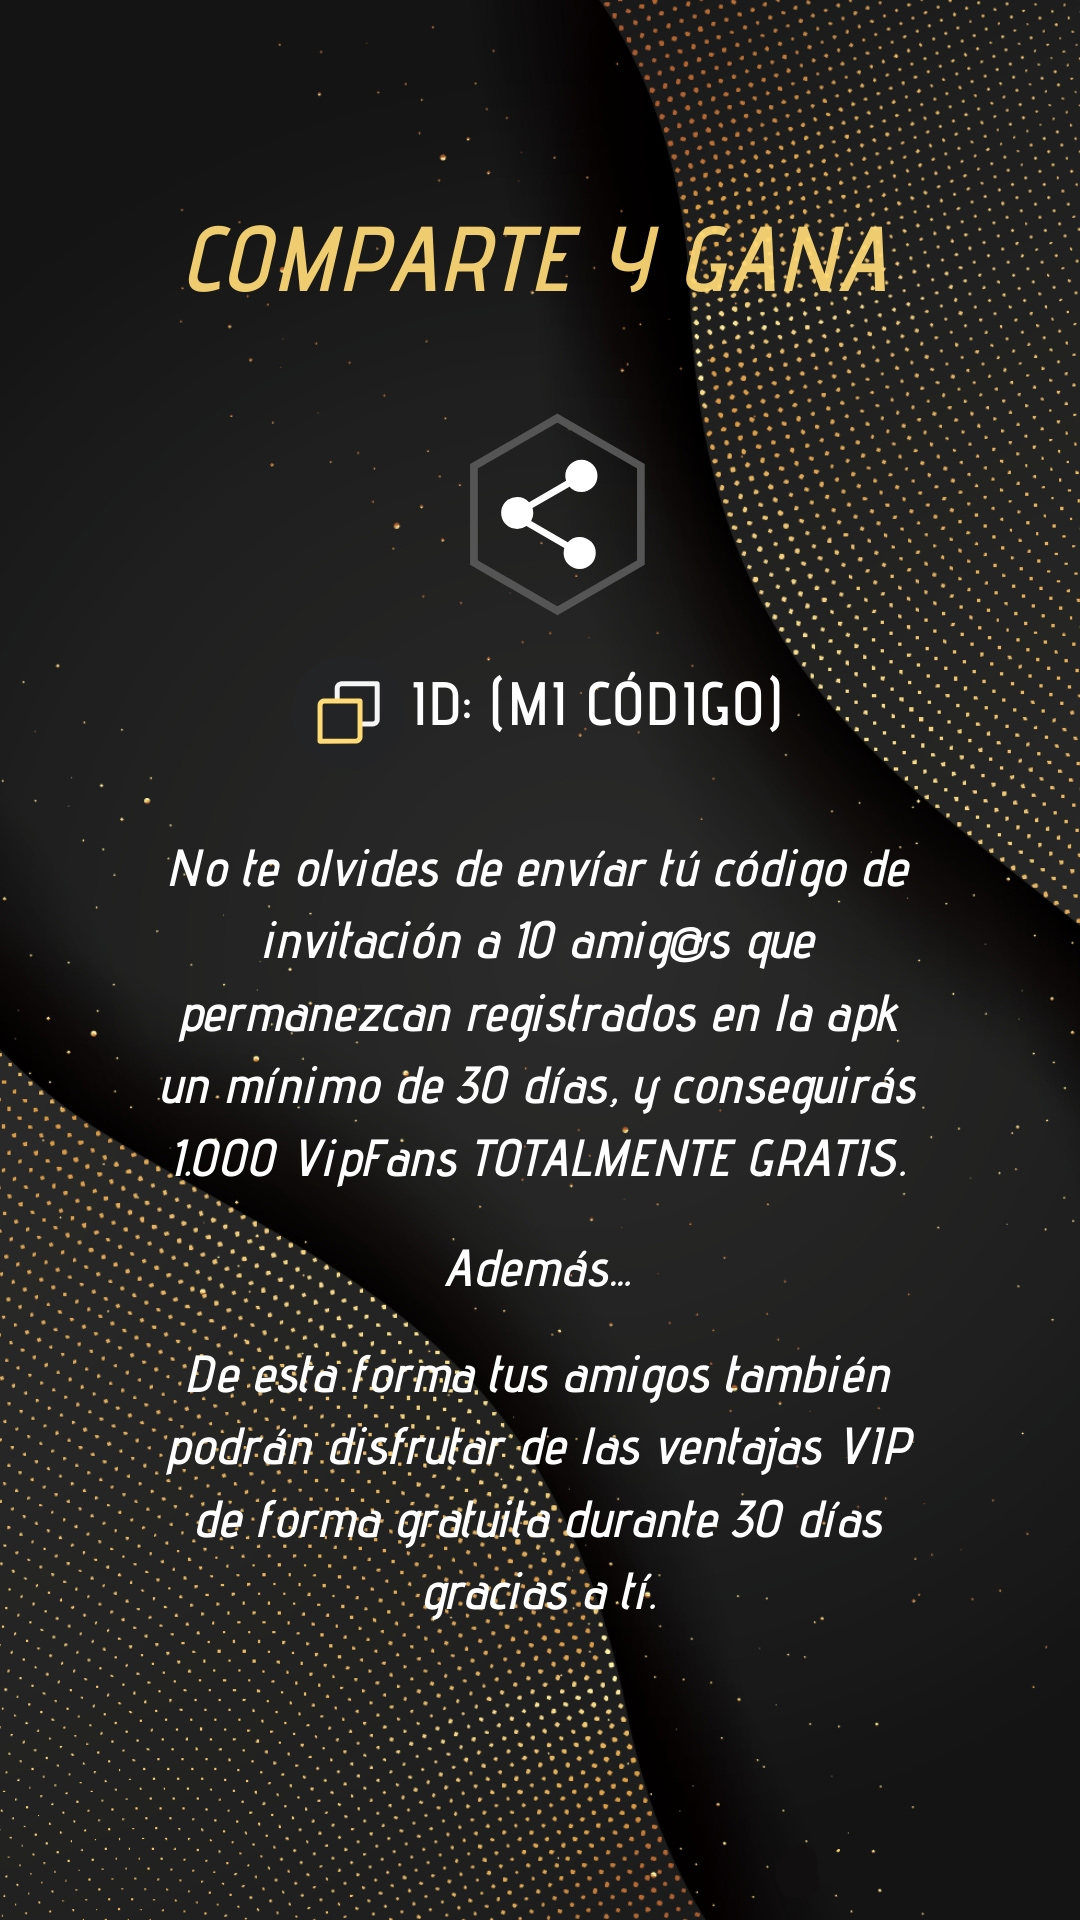 COMPARTE Y GANA
ID: (MI CÓDIGO)
No te olvides de envíar tú código de
invitación a 10 amig@s que
permanezcan registrados en la apk
un mínimo de 30 días, y conseguirás
1.000 VipFans TOTALMENTE GRATIS.
Además...
De esta forma tus amigos también
podrán disfrutar de las ventajas VIP
de forma gratuita durante 30 días
gracias a tí.